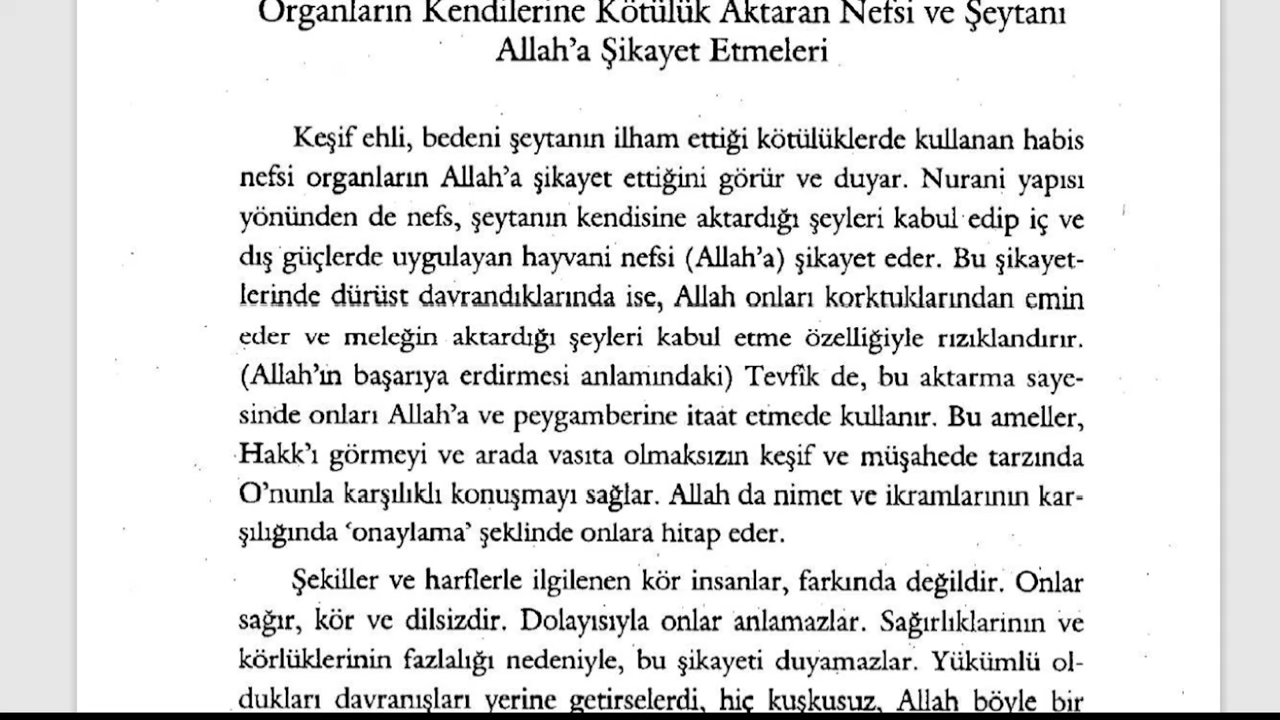 Organların Kendilerine Kötülük Aktaran Nefsi ve Şeytanı
Allah'a Şikayet Etmeleri
Keşif ehli, bedeni şeytanın ilham ettiği kötülüklerde kullanan habis
nefsi organların Allah'a şikayet ettiğini görür ve duyar. Nurani yapısı
yönünden de nefs, şeytanın kendisine aktardığı şeyleri kabul edip iç ve
dış güçlerde uygulayan hayvani nefsi (Allah'a) şikayet eder. Bu şikayet-
lerinde dürüst davrandıklarında ise, Allah onları korktuklarından emin
eder ve meleğin aktardığı şeyleri kabul etme özelliğiyle rızıklandırır.
(Allah'ın başarıya erdirmesi anlamındaki) Tevfîk de, bu aktarma saye-
sinde onları Allah'a ve peygamberine itaat etmede kullanır. Bu ameller,
Hakk'ı görmeyi ve arada vasıta olmaksızın keşif ve müşahede tarzında
O'nunla karşılıklı konuşmayı sağlar. Allah da nimet ve ikramlarının kar-
şılığında 'onaylama' şeklinde onlara hitap eder.
Şekiller ve harflerle ilgilenen kör insanlar, farkında değildir. Onlar
sağır, kör ve dilsizdir. Dolayısıyla onlar anlamazlar. Sağırlıklarının ve
körlüklerinin fazlalığı nedeniyle, bu şikayeti duyamazlar. Yükümlü ol-
dukları davranışları yerine getirselerdi, hiç kuşkusuz, Allah böyle bir